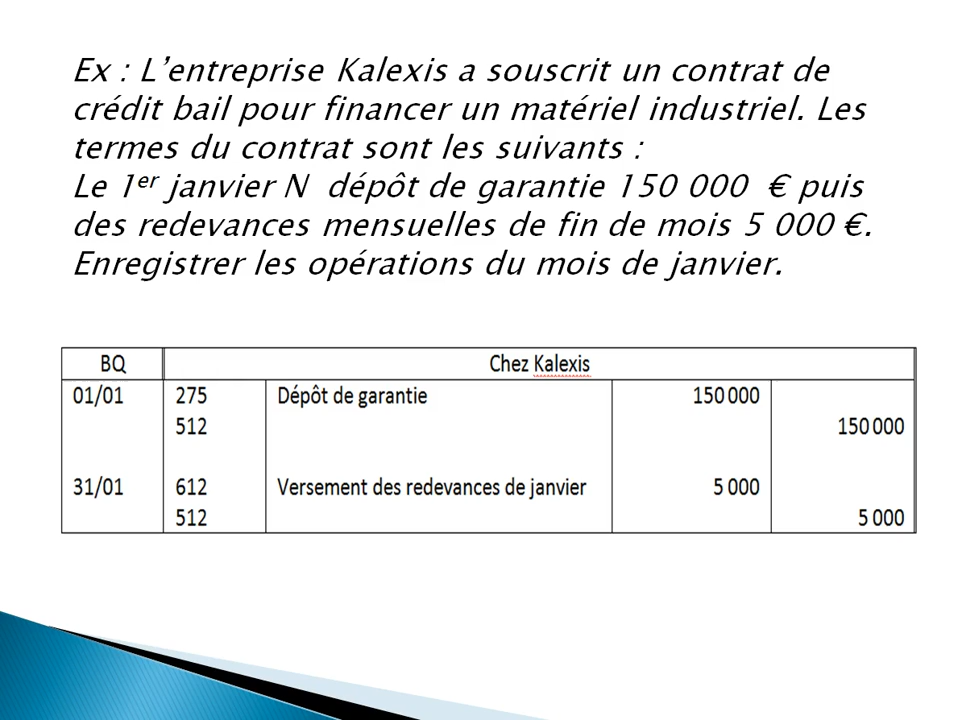 Ex : L’entreprise Kalexis a souscrit un contrat de
crédit bail pour financer un matériel industriel. Les
termes du contrat sont les suivants :
Le 1er janvier N dépôt de garantie 150 000 € puis
des redevances mensuelles de fin de mois 5 000 €.
Enregistrer les opérations du mois de janvier.
BQ Chez Kalexis
01/01 275 Dépôt de garantie 150 000
512 150 000
31/01 612 Versement des redevances de janvier 5 000
512 5 000